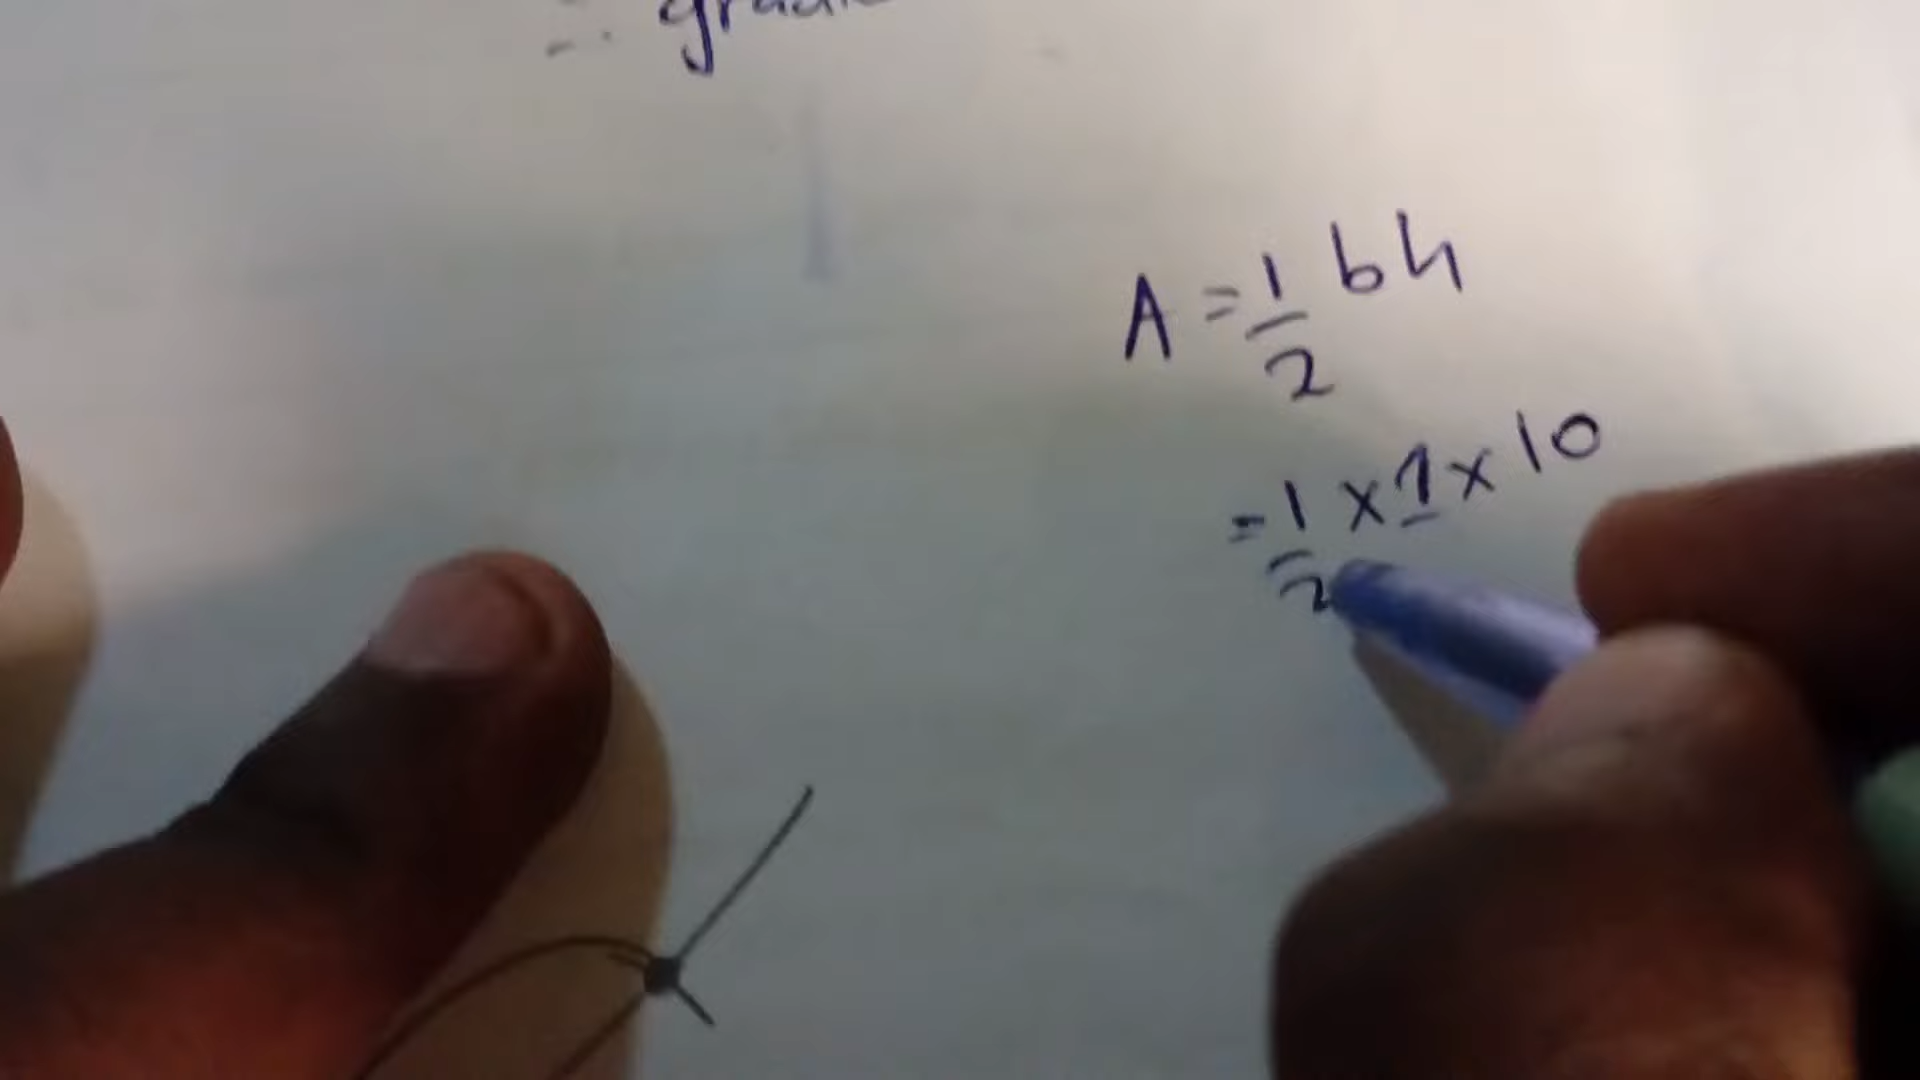 ∴
A = 1/2 bh
= 1/2 × 1 × 10